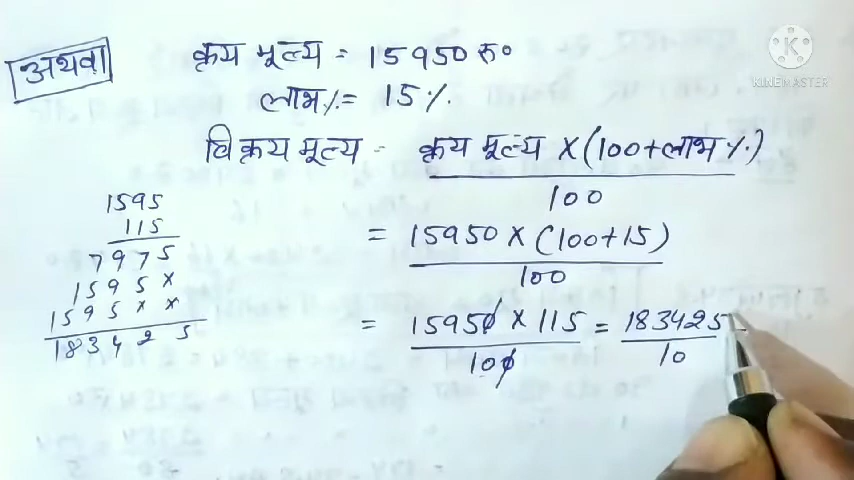 अथवा
क्रय मूल्य = 15950 रु०
लाभ% = 15%.
विक्रय मूल्य = क्रय मूल्य × (100+लाभ%)
100
= 15950 × (100+15)
100
= 15950 × 115 = 183425
100 10
1595
115
7975
1595×
1595××
183425
K
KINEMASTER